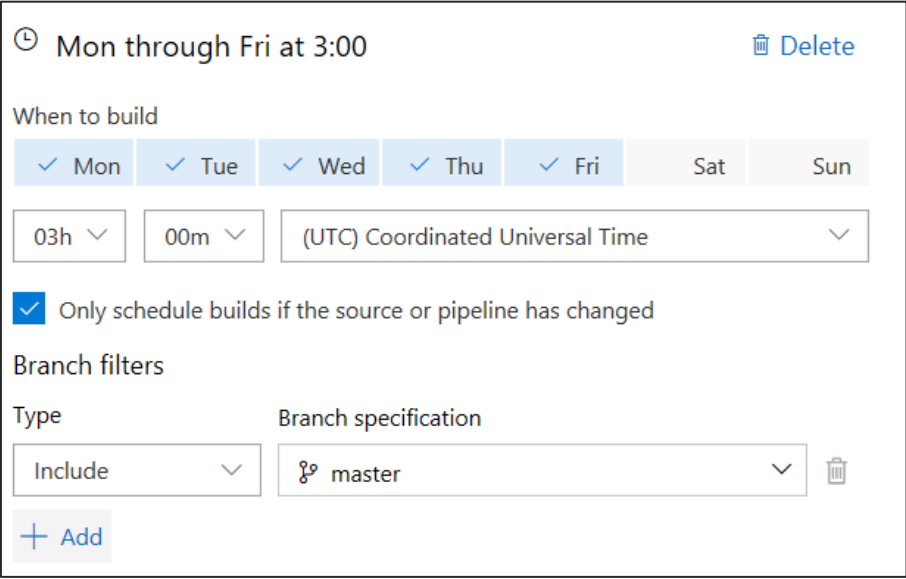 Mon through Fri at 3:00 Delete
When to build
Mon Tue Wed Thu Fri Sat Sun
03h 00m (UTC) Coordinated Universal Time
Only schedule builds if the source or pipeline has changed
Branch filters
Type Branch specification
Include master
+ Add